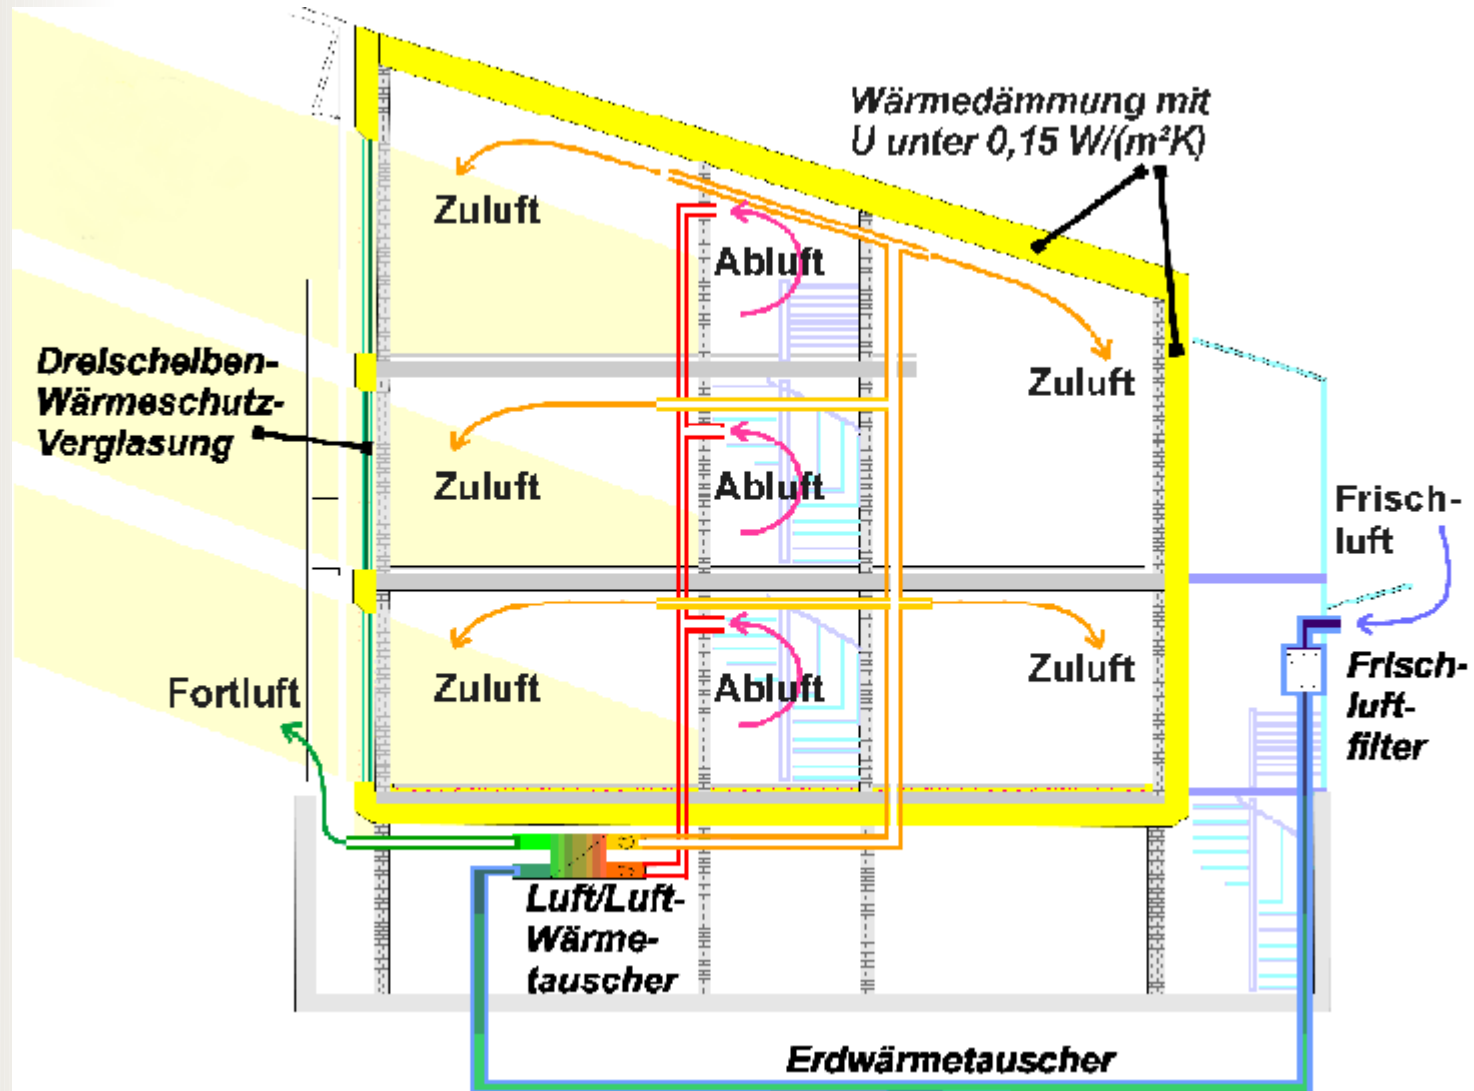 Wärmedämmung mit
U unter 0,15 W/(m²K)
Zuluft
Abluft
Zuluft
Dreischeiben-
Wärmeschutz-
Verglasung
Zuluft
Abluft
Frisch-
luft
Zuluft
Abluft
Zuluft
Fortluft
Frisch-
luft-
filter
Luft/Luft-
Wärme-
tauscher
Erdwärmetauscher